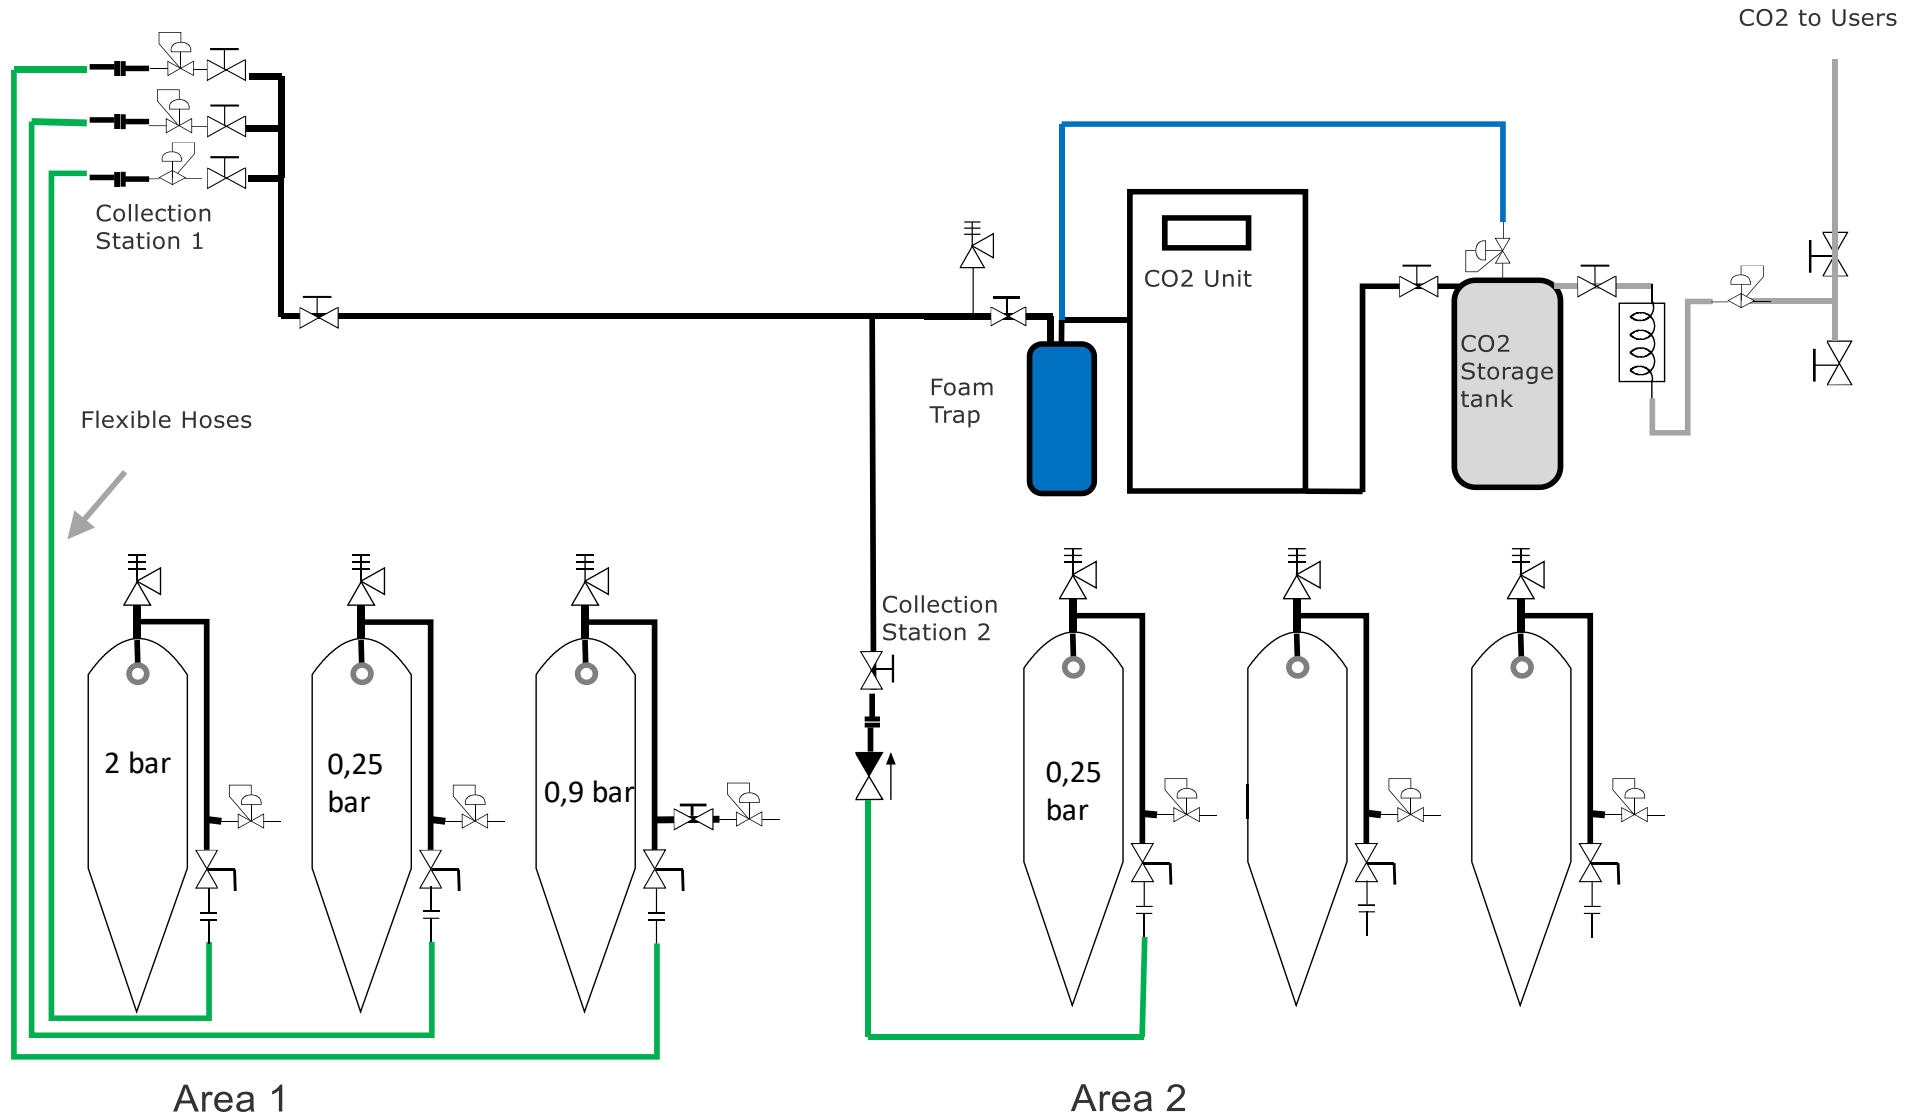 CO2 to Users
Collection
Station 1
CO2 Unit
CO2
Storage
tank
Foam
Trap
Flexible Hoses
Collection
Station 2
2 bar
0,25
bar
0,9 bar
0,25
bar
Area 1
Area 2